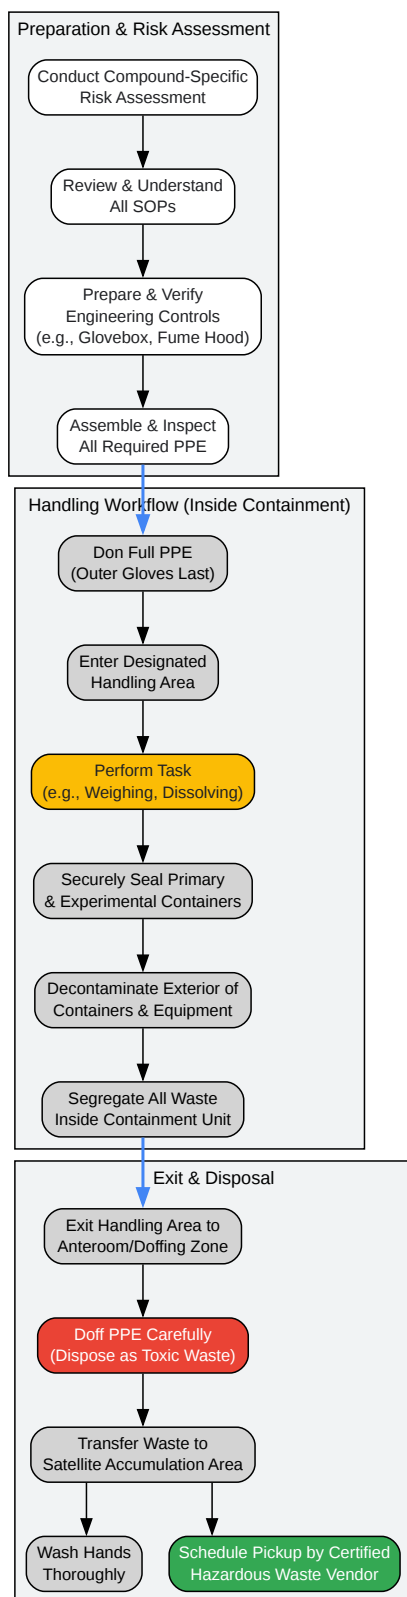 Preparation & Risk Assessment
Conduct Compound-Specific
Risk Assessment
Review & Understand
All SOPs
Prepare & Verify
Engineering Controls
(e.g., Glovebox, Fume Hood)
Assemble & Inspect
All Required PPE
Handling Workflow (Inside Containment)
Don Full PPE
(Outer Gloves Last)
Enter Designated
Handling Area
Perform Task
(e.g., Weighing, Dissolving)
Securely Seal Primary
& Experimental Containers
Decontaminate Exterior of
Containers & Equipment
Segregate All Waste
Inside Containment Unit
Exit & Disposal
Exit Handling Area to
Anteroom/Doffing Zone
Doff PPE Carefully
(Dispose as Toxic Waste)
Transfer Waste to
Satellite Accumulation Area
Wash Hands
Thoroughly
Schedule Pickup by Certified
Hazardous Waste Vendor